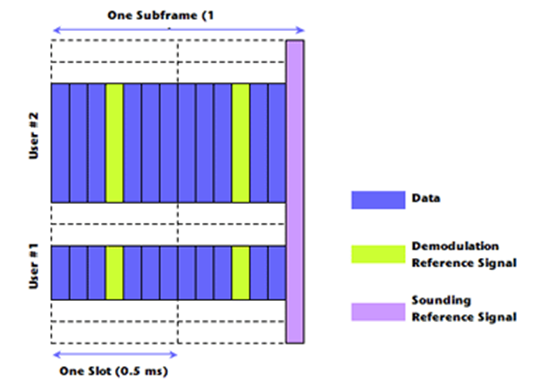 One Subframe (1
User #2
User #1
Data
Demodulation
Reference Signal
Sounding
Reference Signal
One Slot (0.5 ms)